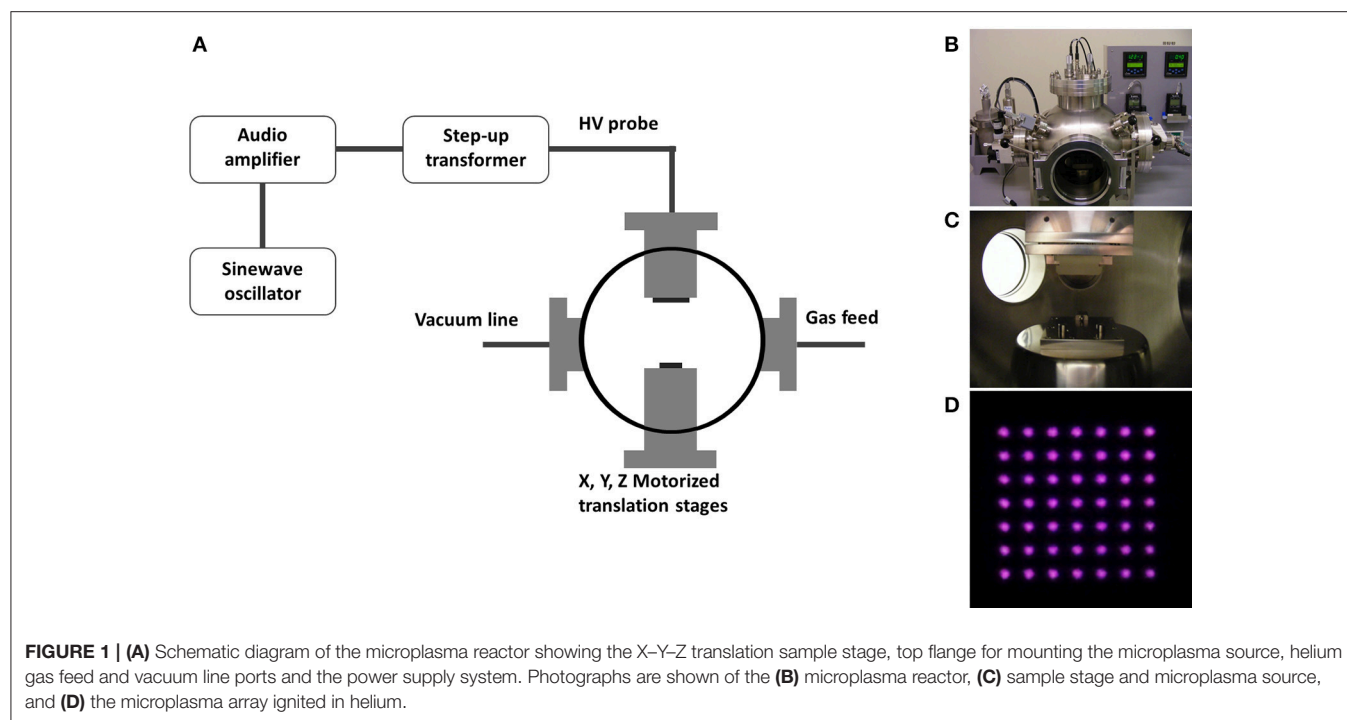 A
B
HV probe
Audio
amplifier
Step-up
transformer
Sinewave
oscillator
C
Vacuum line
Gas feed
D
X, Y, Z Motorized
translation stages
FIGURE 1 | (A) Schematic diagram of the microplasma reactor showing the X–Y–Z translation sample stage, top flange for mounting the microplasma source, helium
gas feed and vacuum line ports and the power supply system. Photographs are shown of the (B) microplasma reactor, (C) sample stage and microplasma source,
and (D) the microplasma array ignited in helium.